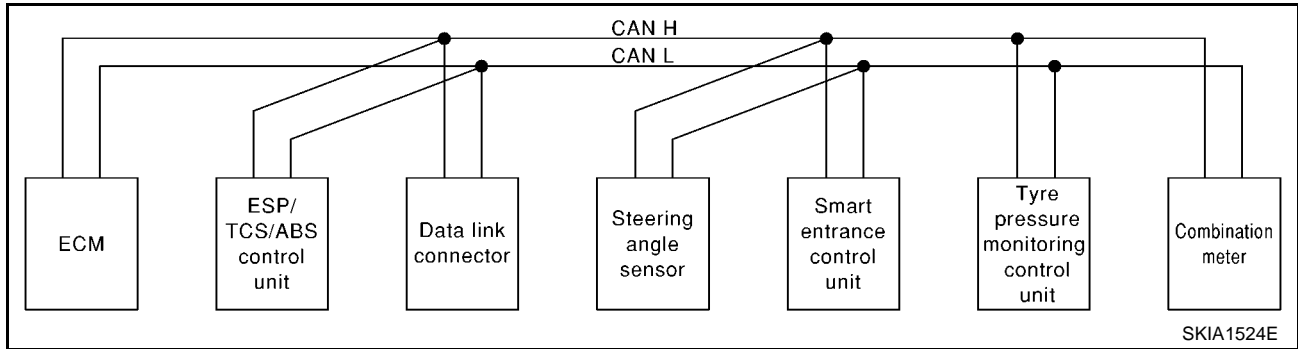 CAN H
CAN L
ECM
ESP/
TCS/ABS
control
unit
Data link
connector
Steering
angle
sensor
Smart
entrance
control
unit
Tyre
pressure
monitoring
control
unit
Combination
meter
SKIA1524E